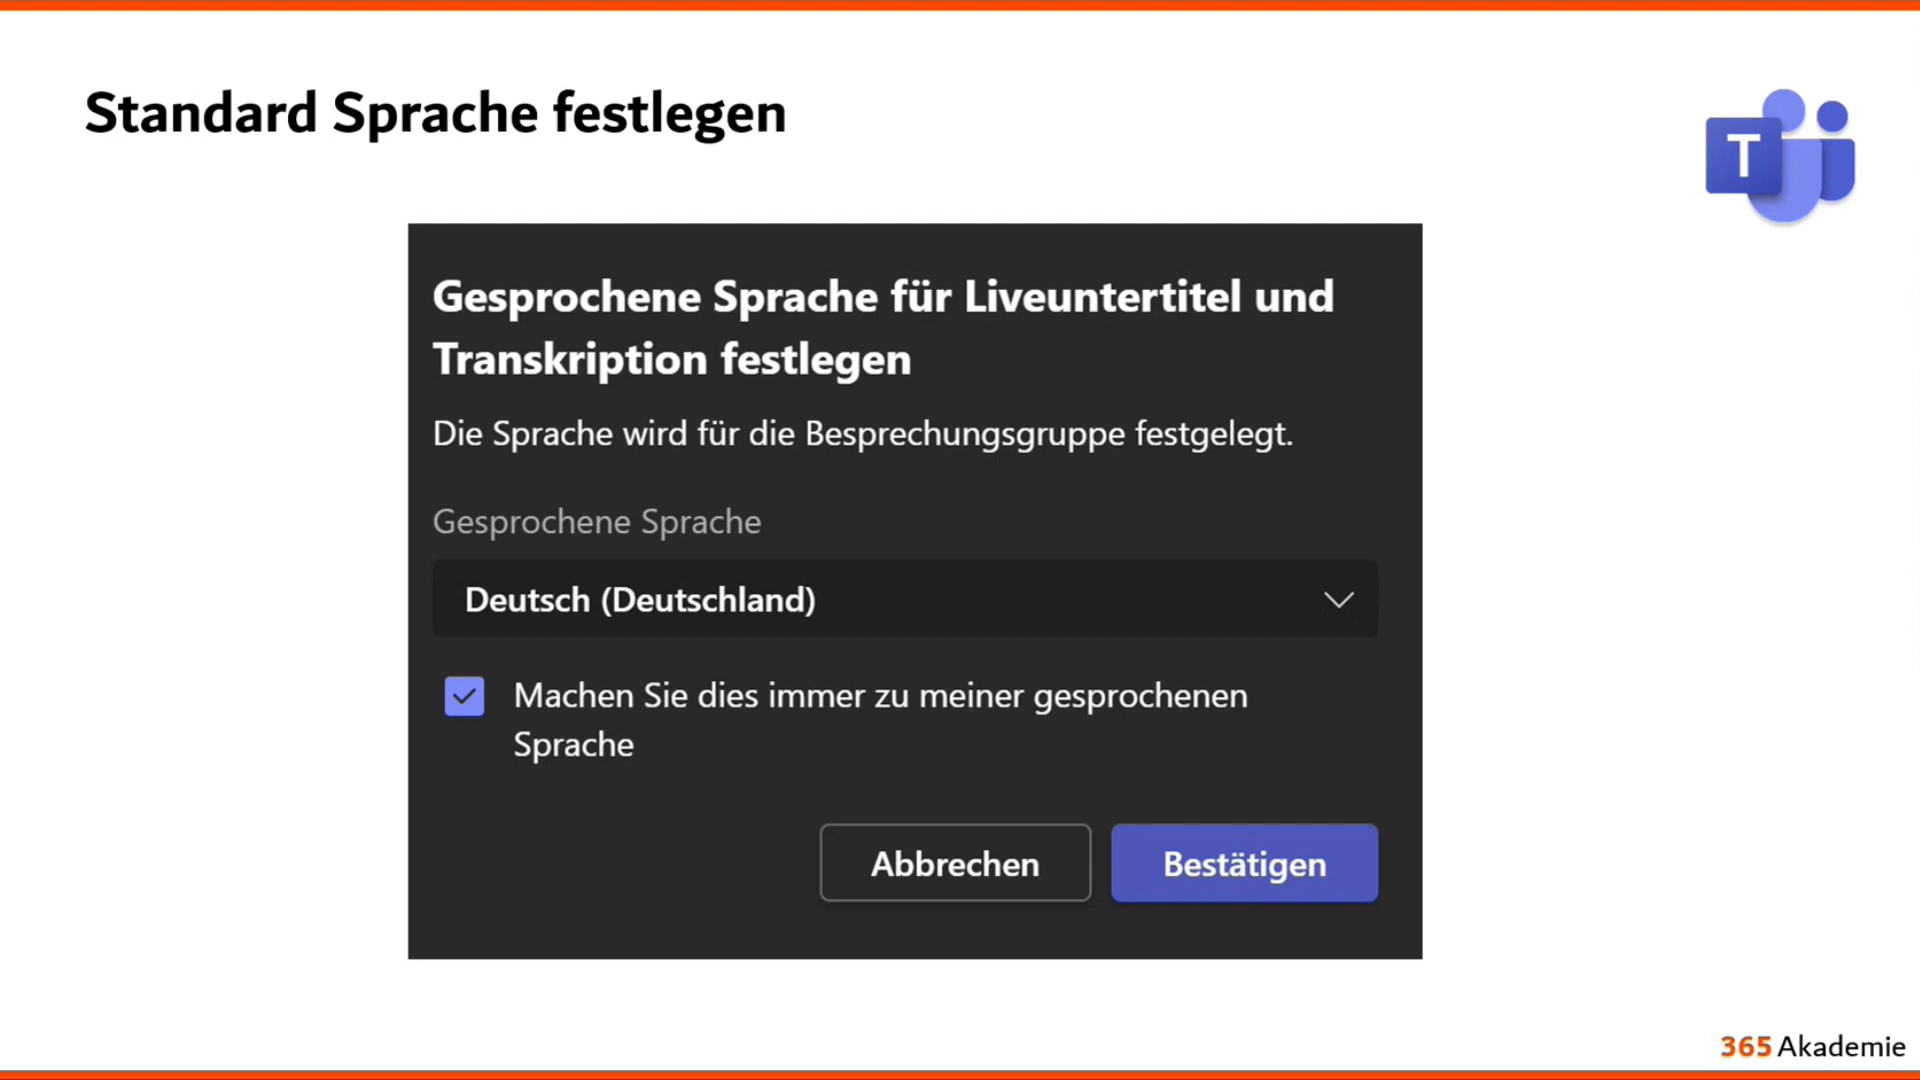 Standard Sprache festlegen
T
Gesprochene Sprache für Liveuntertitel und
Transkription festlegen
Die Sprache wird für die Besprechungsgruppe festgelegt.
Gesprochene Sprache
Deutsch (Deutschland)
Machen Sie dies immer zu meiner gesprochenen
Sprache
Abbrechen
Bestätigen
365 Akademie